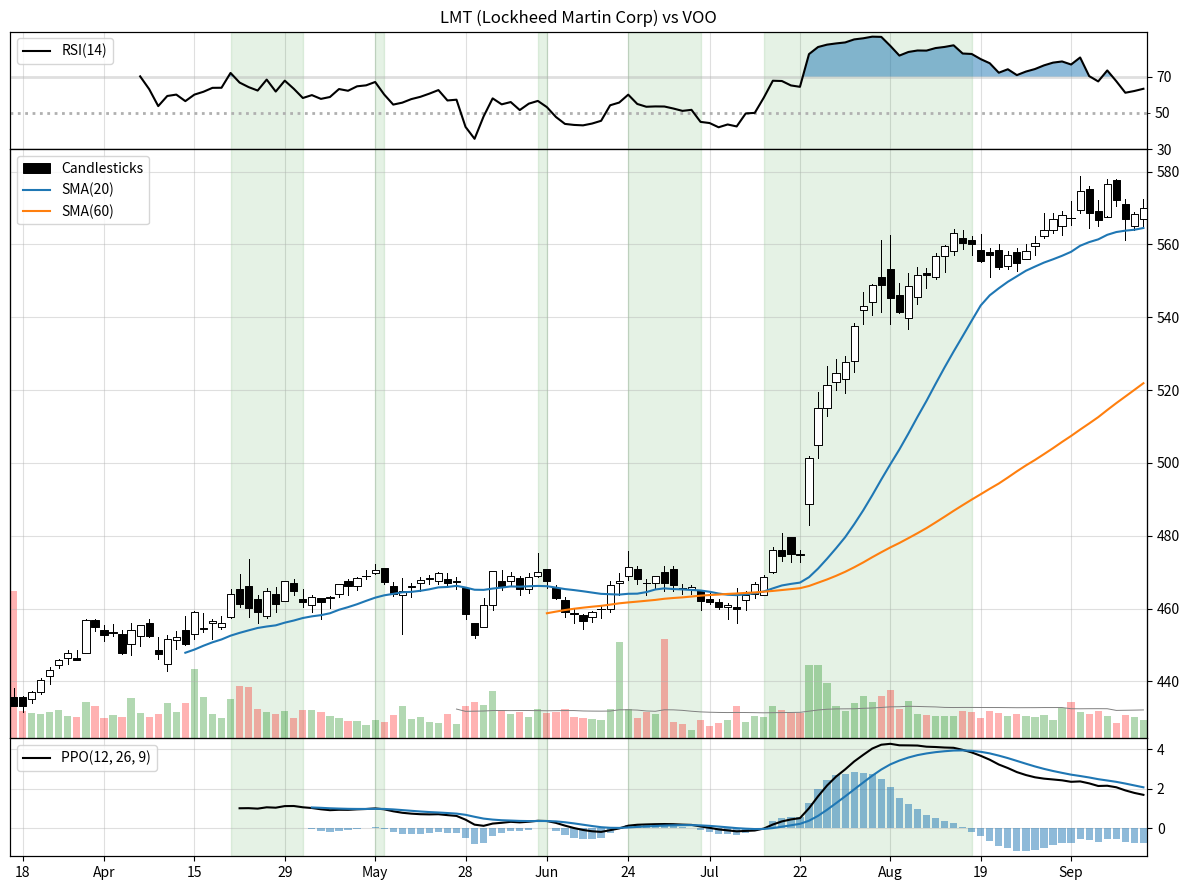 LMT (Lockheed Martin Corp) vs VOO
RSI(14)
70
50
30
Candlesticks
SMA(20)
SMA(60)
580
560
540
520
500
480
460
440
PPO(12, 26, 9)
4
2
0
18 Apr 15 29 May 28 Jun 24 Jul 22 Aug 19 Sep